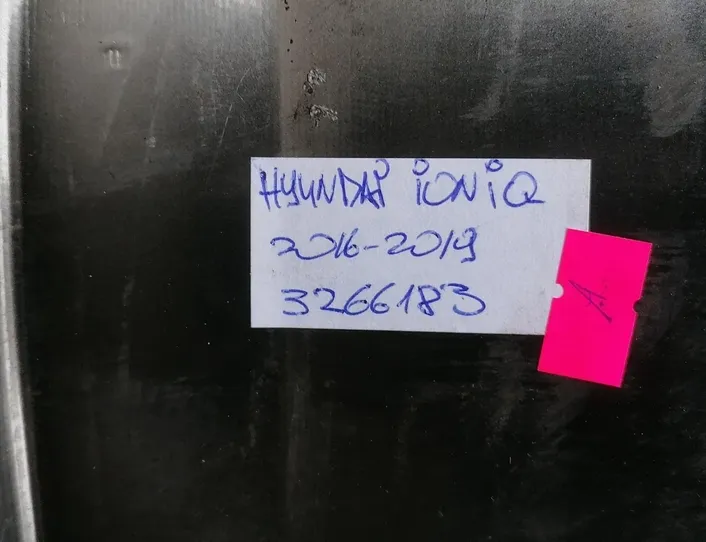 HYUNDAi iONiQ
2016-2019
3266183
A.